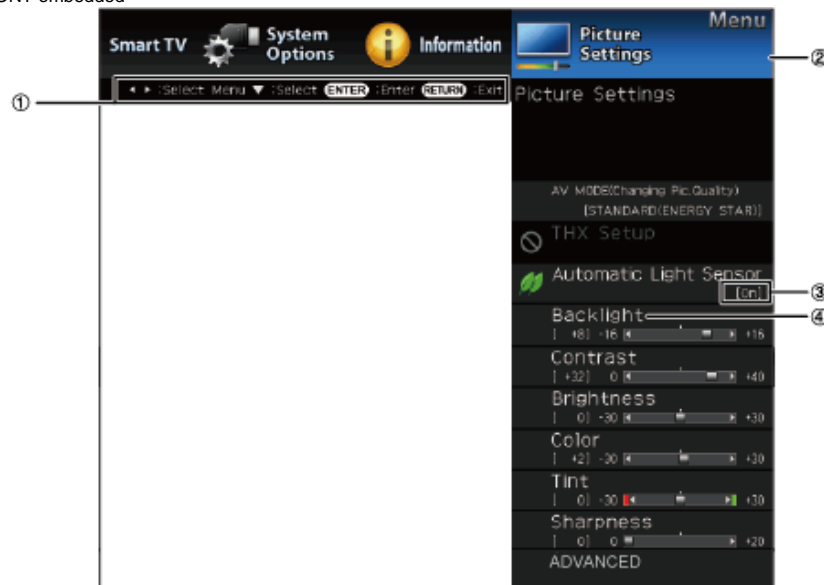 Menu
Smart TV
System
Options
Information
Picture
Settings
②
① ◄ ► :Select Menu ▼ :Select ENTER :Enter RETURN :Exit
Picture Settings
AV MODE(Changing Pic.Quality)
[STANDARD(ENERGY STAR)]
THX Setup
Automatic Light Sensor
[On] ③
Backlight ④
[ +8] -16 +16
Contrast
[ +32] 0 +40
Brightness
[ 0] -30 +30
Color
[ +2] -30 +30
Tint
[ 0] -30 +30
Sharpness
[ 0] 0 +20
ADVANCED